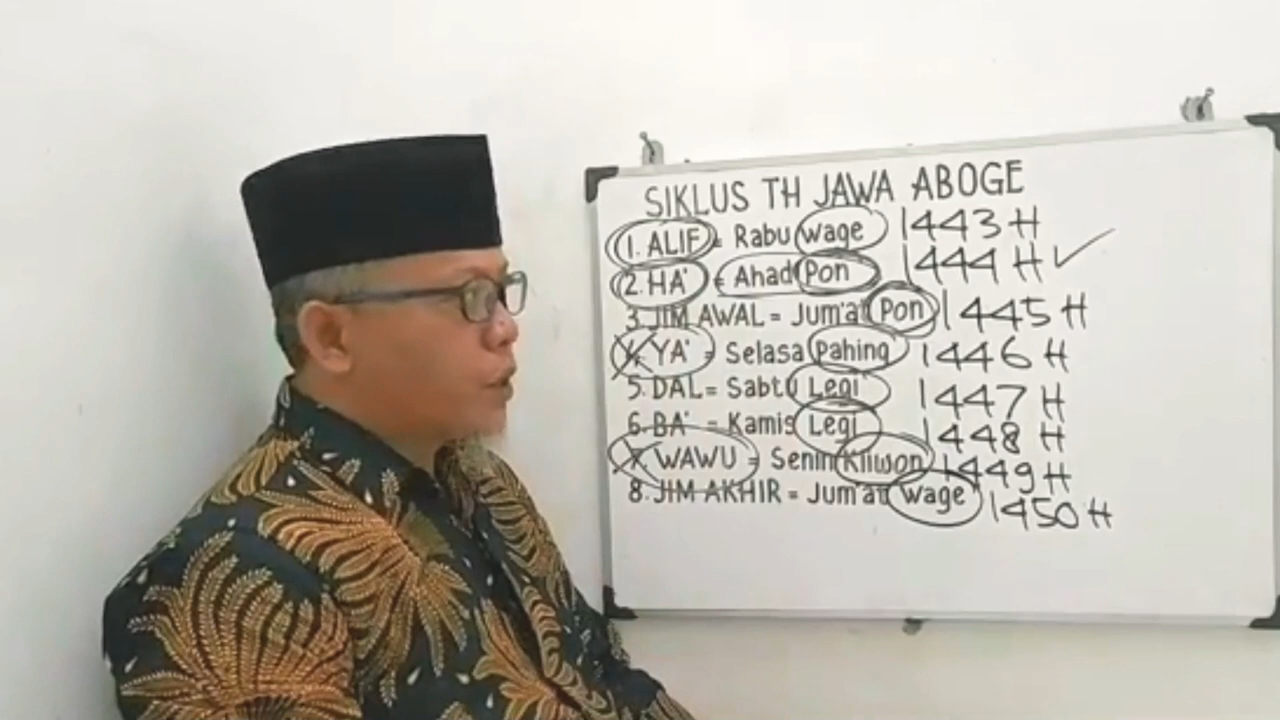 SIKLUS TH JAWA ABOGE
1. ALIF = Rabu Wage 1443 H
2. HA' = Ahad Pon 1444 H ✓
3. JIM AWAL = Jum'at Pon 1445 H
4. YA' = Selasa Pahing 1446 H
5. DAL = Sabtu Legi 1447 H
6. BA' = Kamis Legi 1448 H
7. WAWU = Senin Kliwon 1449 H
8. JIM AKHIR = Jum'at Wage 1450 H